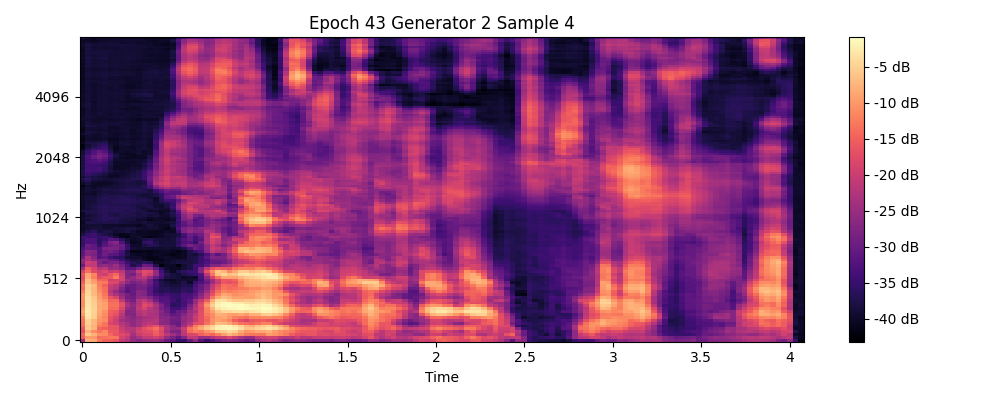 Epoch 43 Generator 2 Sample 4
Hz
4096
2048
1024
512
0
0 0.5 1 1.5 2 2.5 3 3.5 4
Time
-5 dB
-10 dB
-15 dB
-20 dB
-25 dB
-30 dB
-35 dB
-40 dB